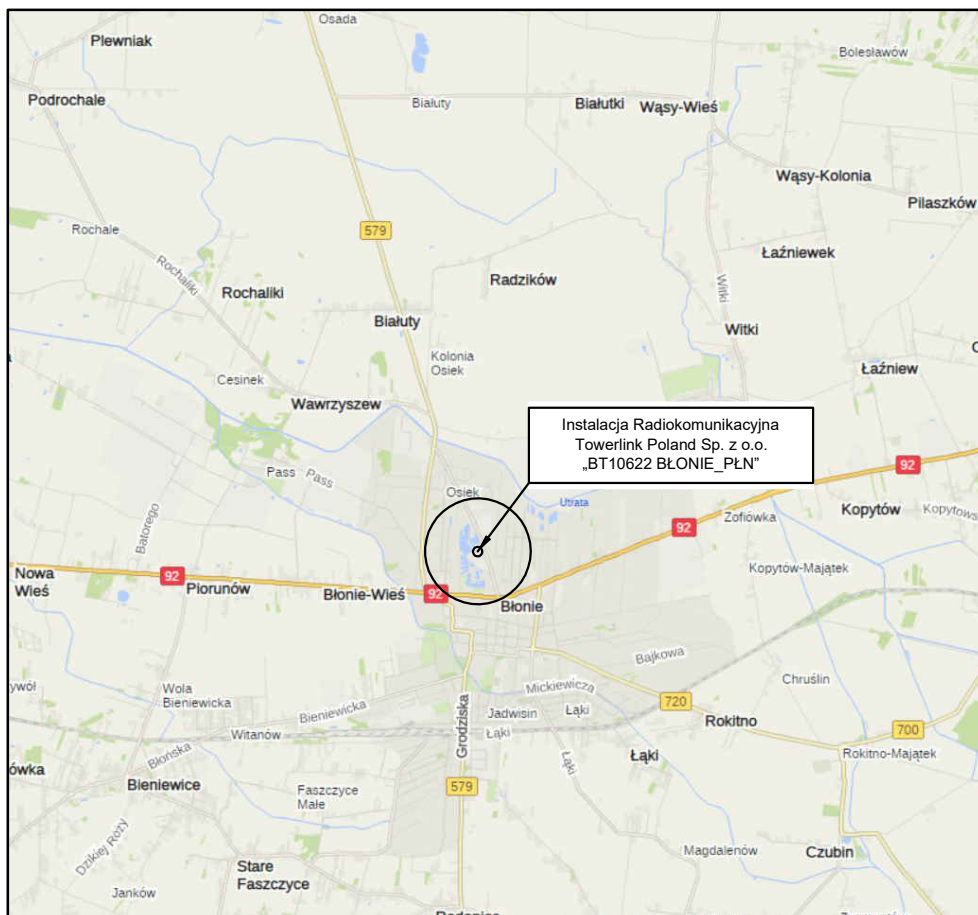 Osada
Plewniak
Bolesławów
Podrochale
Białuty
Białutki
Wąsy-Wieś
Wąsy-Kolonia
Pilaszków
Rochale
579
Łaźniewek
Rochaliki
Radzików
Witki
Rochaliki
Białuty
Witki
Kolonia
Osiek
Łaźniew
Cesinek
Wawrzyszew
Instalacja Radiokomunikacyjna
Towerlink Poland Sp. z o.o.
„BT10622 BŁONIE_PŁN”
92
Pass
Pass
Osiek
Utrata
Kopytów
Kopytows
Zofiówka
Batorego
92
Kopytów-Majątek
Nowa
Wieś
92
Piorunów
Błonie-Wieś
92
Błonie
Bajkowa
Chruślin
ywół
Wola
Bieniewicka
Mickiewicza
Bieniewicka
Jadwisin
Łąki
720
Rokitno
Witanów
Grodziska
Łąki
700
Błońska
Łąki
Łąki
Rokitno-Majątek
ówka
Bieniewice
Faszczyce
Małe
579
Dzikiej Róży
Magdalenów
Czubin
Stare
Faszczyce
Janków